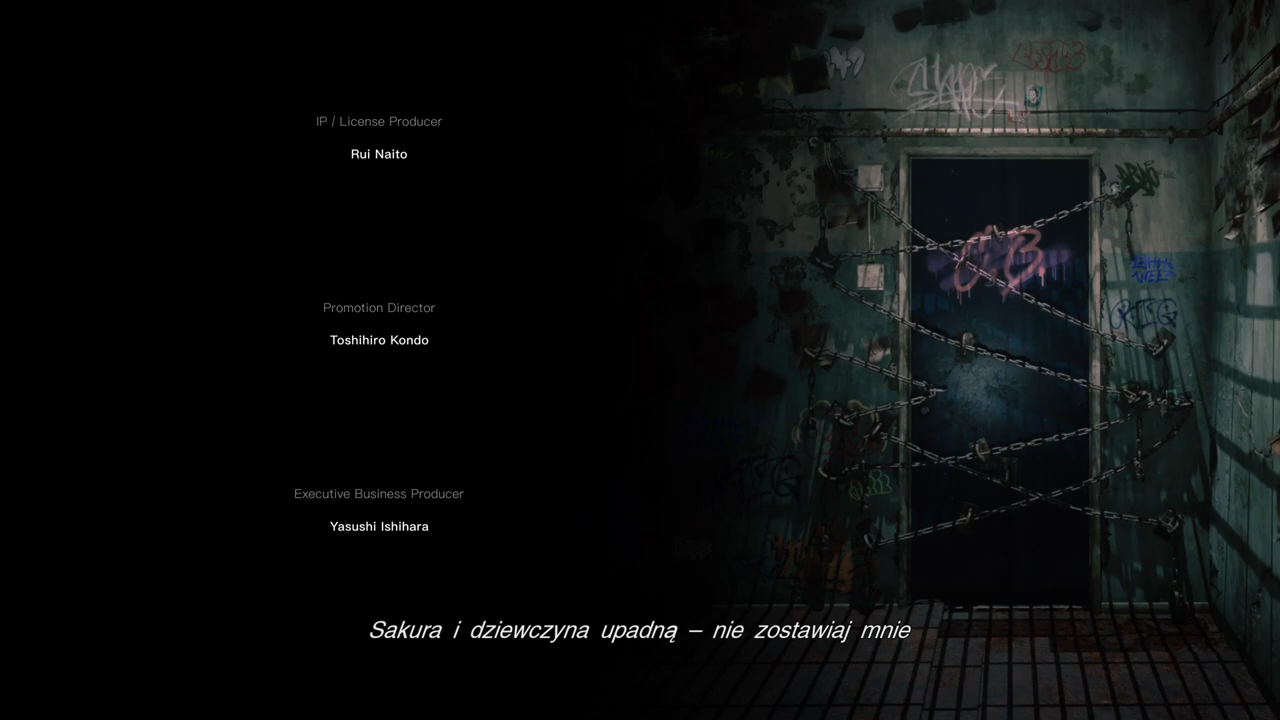 IP / License Producer
Rui Naito
Promotion Director
Toshihiro Kondo
Executive Business Producer
Yasushi Ishihara
Sakura i dziewczyna upadną – nie zostawiaj mnie